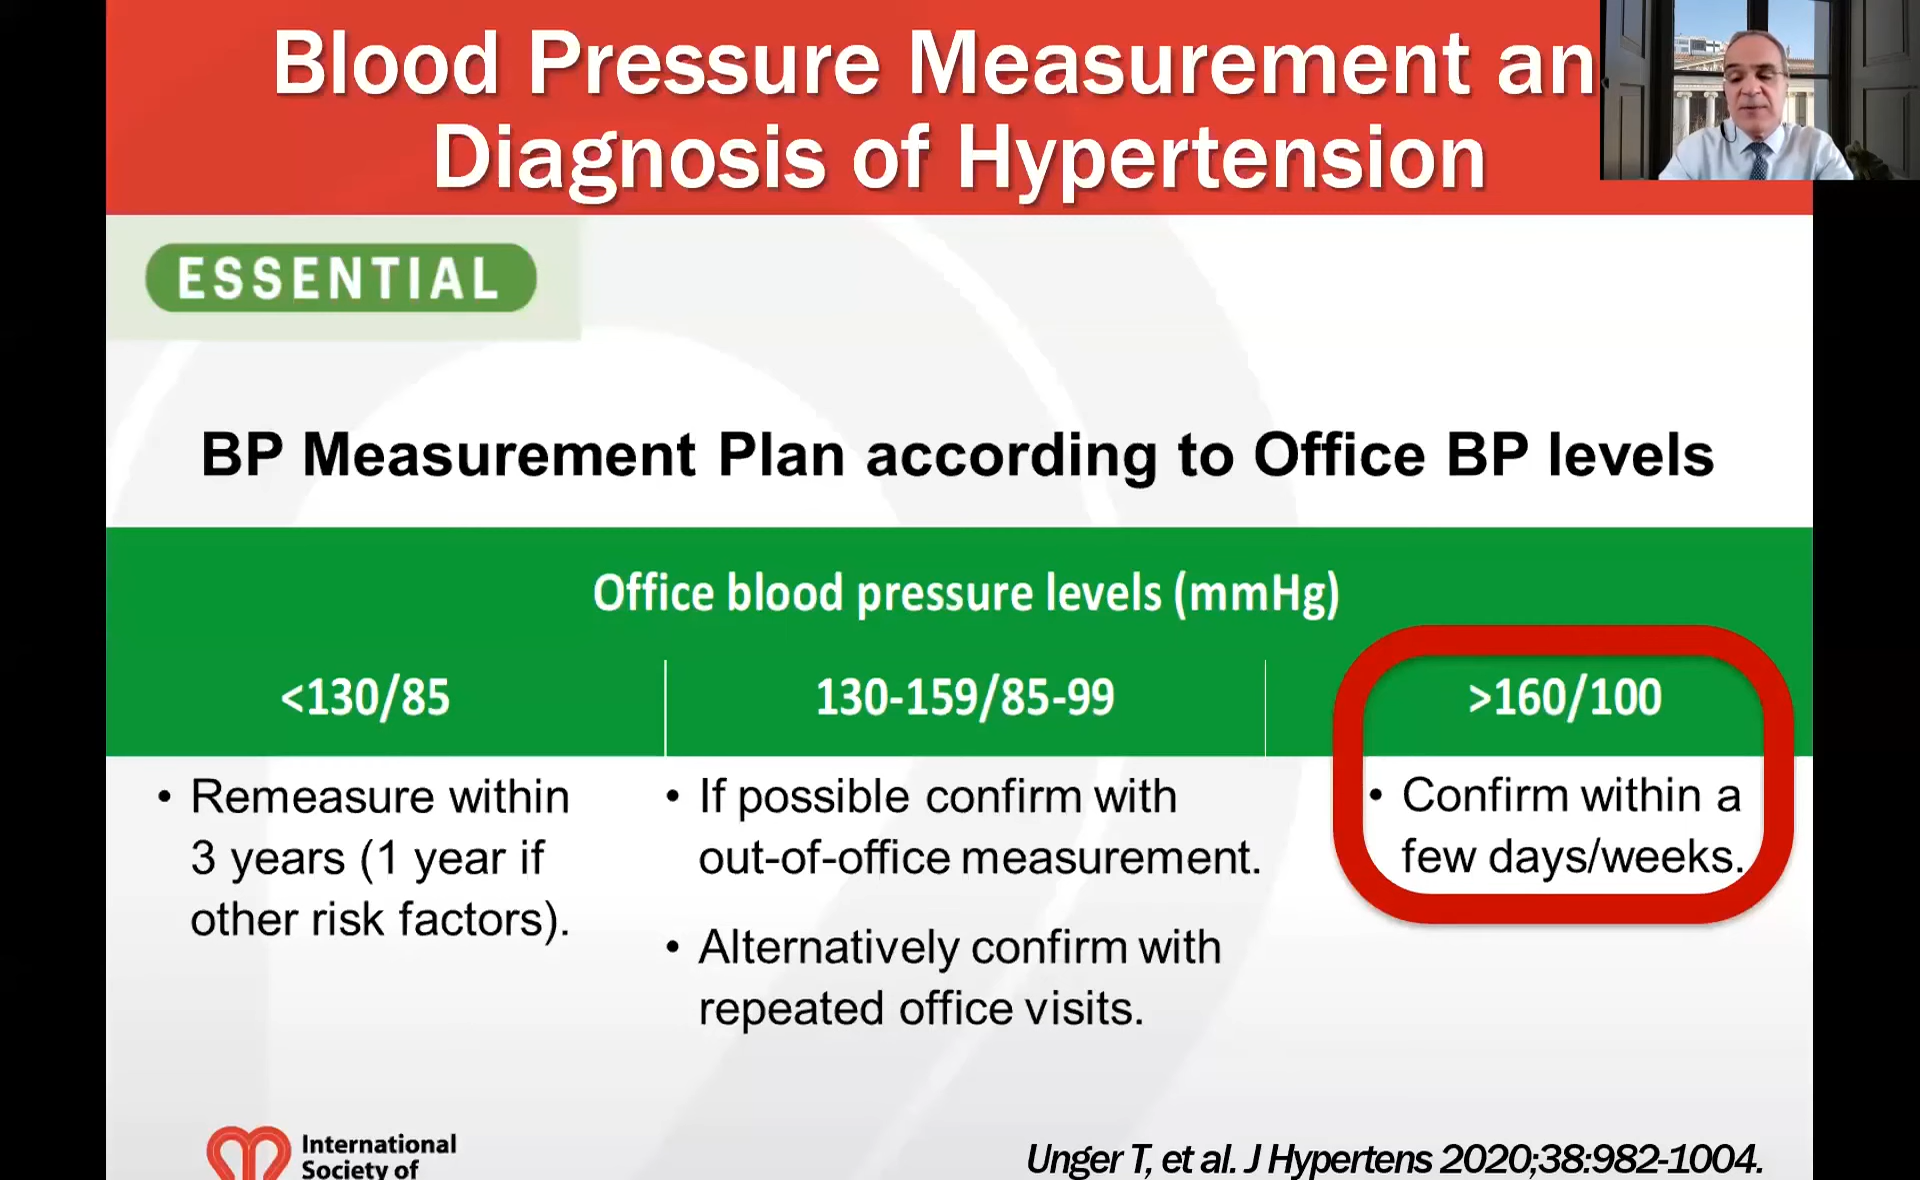 Blood Pressure Measurement an
Diagnosis of Hypertension
ESSENTIAL
BP Measurement Plan according to Office BP levels
Office blood pressure levels (mmHg)
<130/85
130-159/85-99
>160/100
• Remeasure within
3 years (1 year if
other risk factors).
• If possible confirm with
out-of-office measurement.
• Alternatively confirm with
repeated office visits.
• Confirm within a
few days/weeks.
International
Society of
Unger T, et al. J Hypertens 2020;38:982-1004.